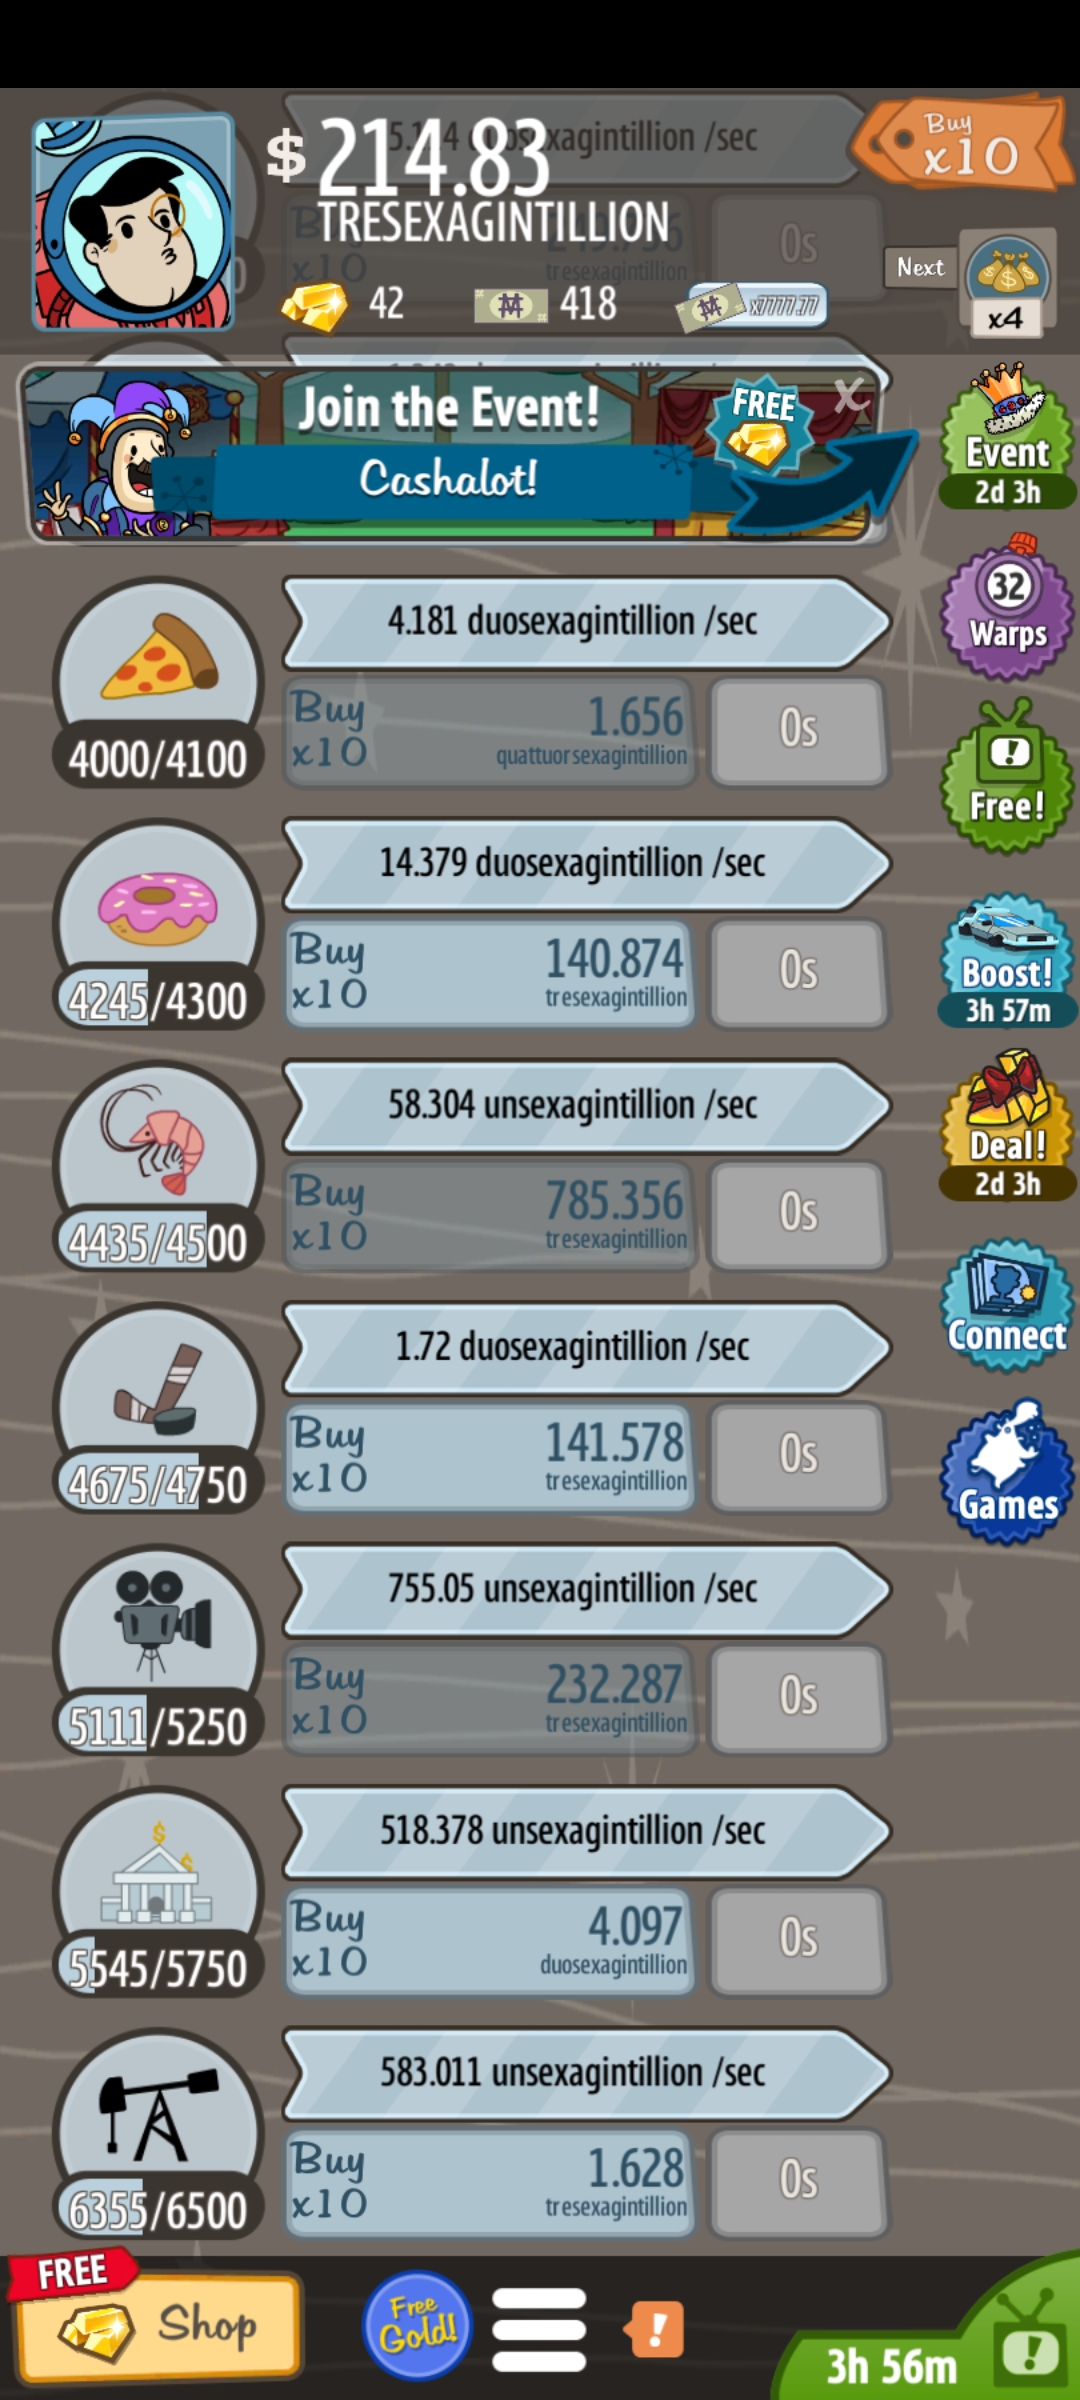 $ 214.83
TRESEXAGINTILLION
Buy
x10
42
418
x7777.77
Next
x4
0s
Buy
x10
tresexagintillion
Join the Event!
Cashalot!
FREE
X
Event
2d 3h
4.181 duosexagintillion /sec
Buy
x10
1.656
quattuorsexagintillion
0s
4000/4100
32
Warps
Free!
14.379 duosexagintillion /sec
Buy
x10
140.874
tresexagintillion
0s
4245/4300
Boost!
3h 57m
58.304 unsexagintillion /sec
Buy
x10
785.356
tresexagintillion
0s
4435/4500
Deal!
2d 3h
1.72 duosexagintillion /sec
Buy
x10
141.578
tresexagintillion
0s
4675/4750
Connect
Games
755.05 unsexagintillion /sec
Buy
x10
232.287
tresexagintillion
0s
5111/5250
518.378 unsexagintillion /sec
Buy
x10
4.097
duosexagintillion
0s
5545/5750
583.011 unsexagintillion /sec
Buy
x10
1.628
tresexagintillion
0s
6355/6500
FREE
Shop
Free
Gold!
!
3h 56m